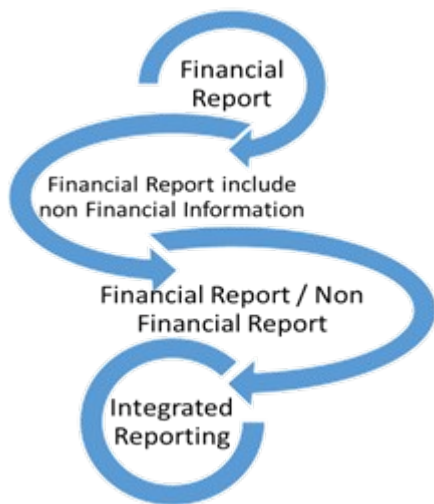 Financial
Report
Financial Report include
non Financial Information
Financial Report / Non
Financial Report
Integrated
Reporting